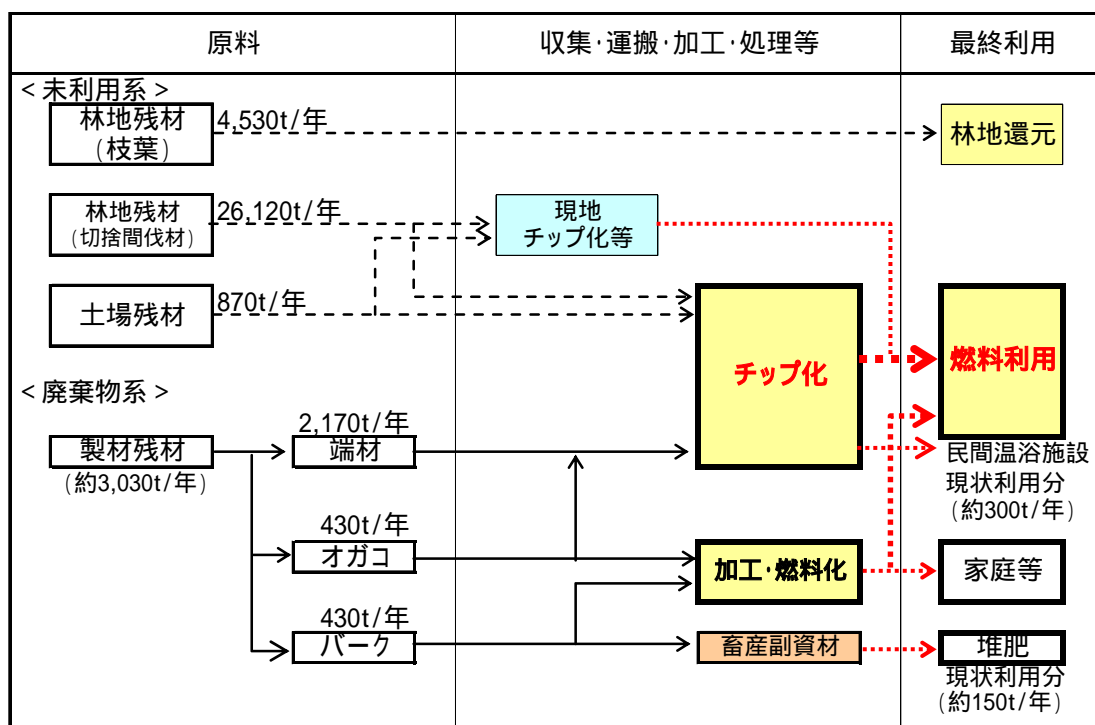 原料
収集・運搬・加工・処理等
最終利用
<未利用系>
林地残材
(枝葉)
4,530t/年
林地還元
林地残材
(切捨間伐材)
26,120t/年
現地
チップ化等
土場残材
870t/年
チップ化
燃料利用
<廃棄物系>
製材残材
(約3,030t/年)
2,170t/年
端材
民間温浴施設
現状利用分
(約300t/年)
430t/年
オガコ
加工・燃料化
家庭等
430t/年
バーク
畜産副資材
堆肥
現状利用分
(約150t/年)